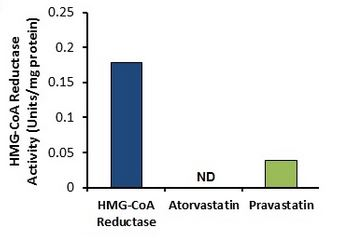 HMG-CoA Reductase
Activity (Units/mg protein)
0.25
0.2
0.15
0.1
0.05
0
ND
HMG-CoA
Reductase
Atorvastatin
Pravastatin